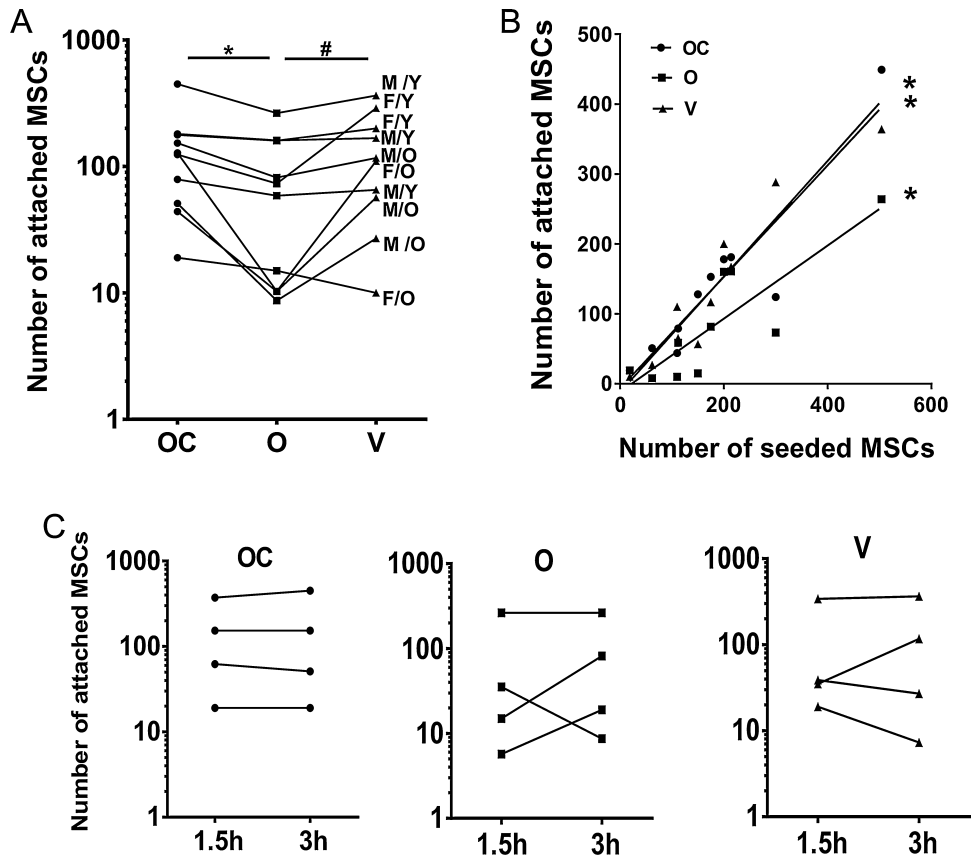 A
Number of attached MSCs
1000
100
10
1
*
#
M /Y
F/Y
F/Y
M/Y
M/O
F/O
M/Y
M/O
M /O
F/O
OC O V
B
Number of attached MSCs
500
400
300
200
100
0
OC
O
V
*
*
*
0 200 400 600
Number of seeded MSCs
C
Number of attached MSCs
OC
1000
100
10
1
1.5h 3h
O
1000
100
10
1
1.5h 3h
V
1000
100
10
1
1.5h 3h